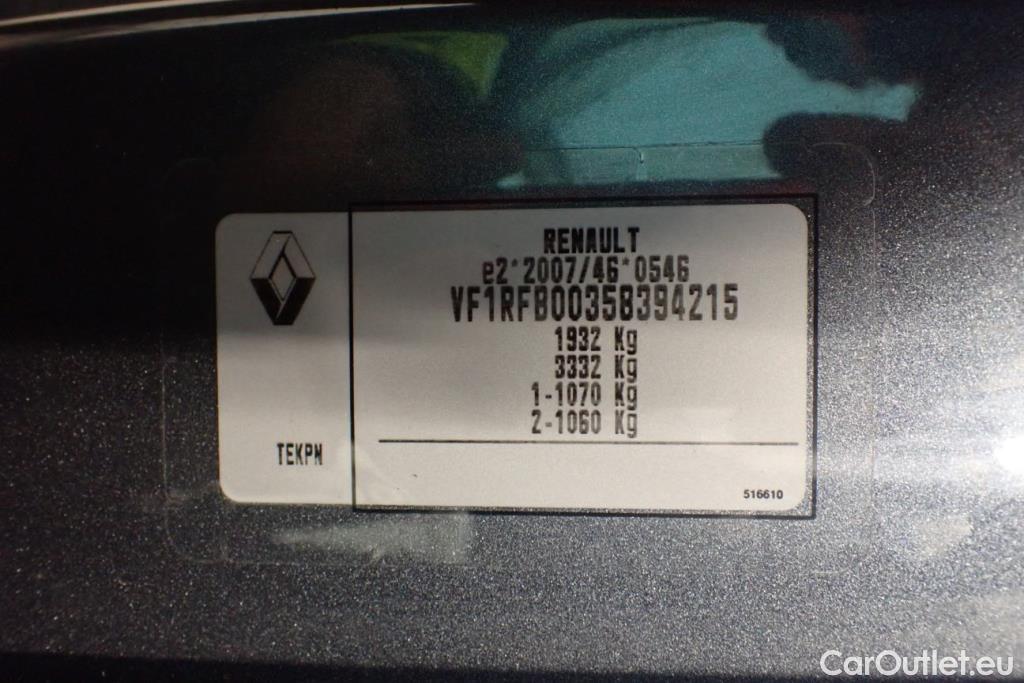 RENAULT
e2*2007/46*0546
VF1RFB00358394215
1932 Kg
3332 Kg
1-1070 Kg
2-1060 Kg
TEKPN
516610
CarOutlet.eu